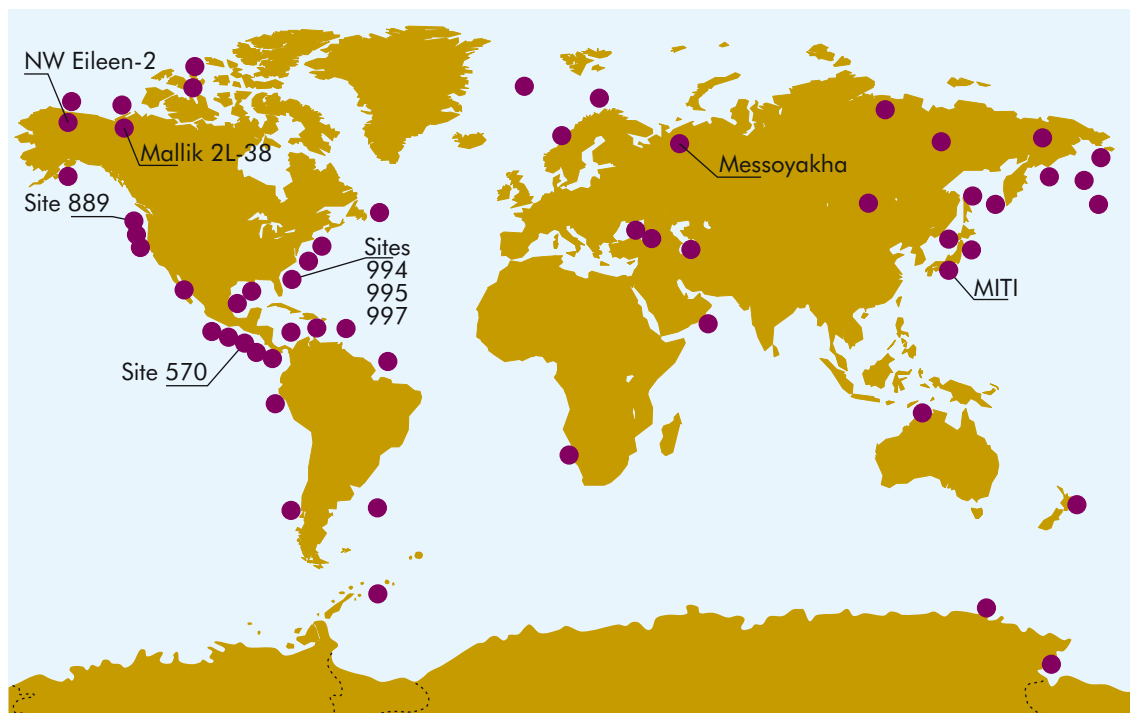 NW Eileen-2
Mallik 2L-38
Messoyakha
Site 889
Sites
994
995
997
MITI
Site 570